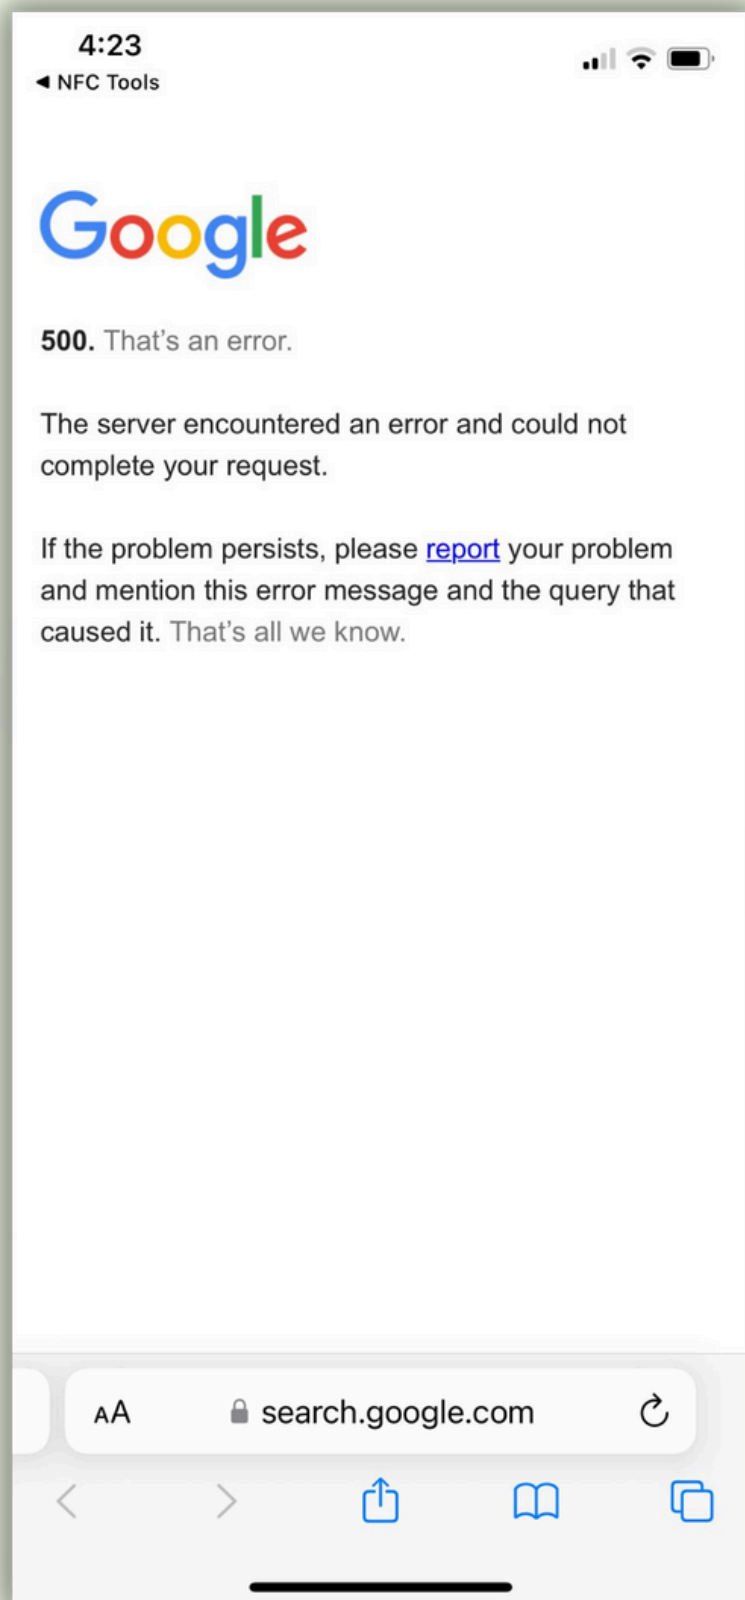 4:23
◀ NFC Tools
Google
500. That's an error.
The server encountered an error and could not
complete your request.
If the problem persists, please report your problem
and mention this error message and the query that
caused it. That's all we know.
AA search.google.com